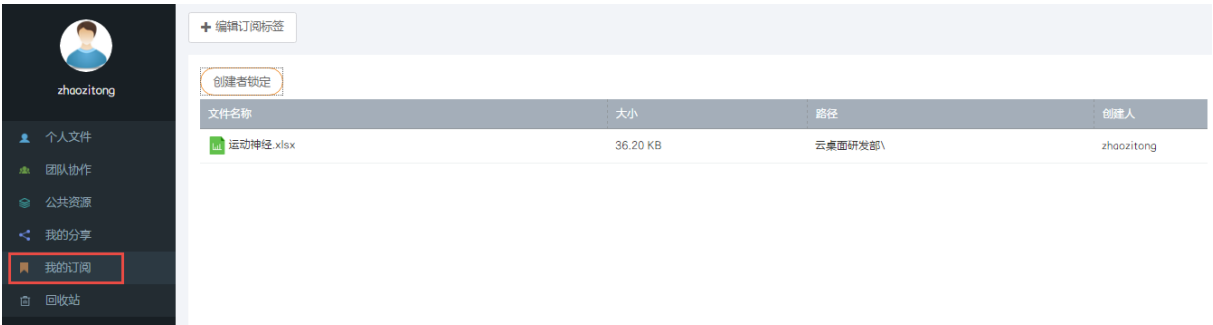 zhaozitong
个人文件
团队协作
公共资源
我的分享
我的订阅
回收站
编辑订阅标签
创建者锁定
文件名称 大小 路径 创建人
运动神经.xlsx 36.20 KB 云桌面研发部\ zhaozitong